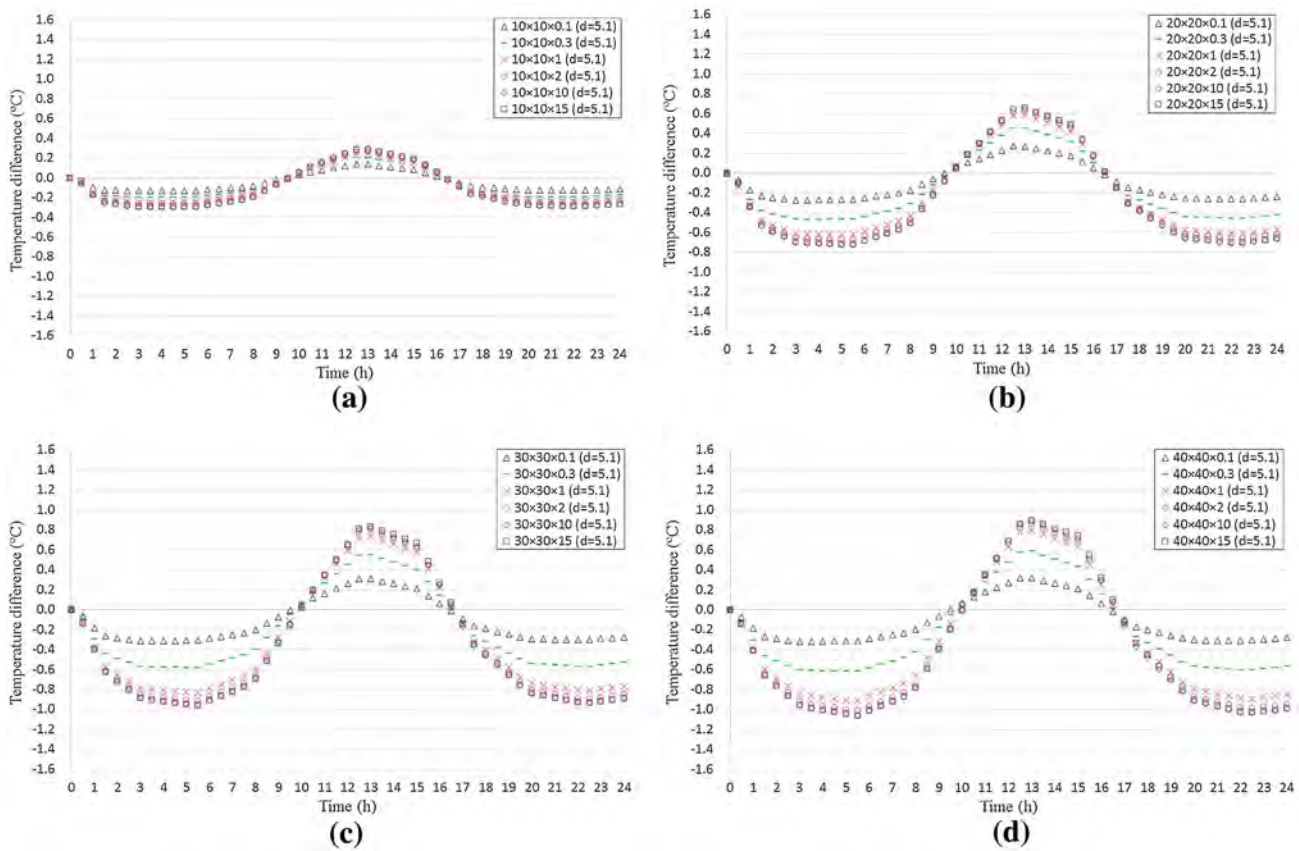 1.6
1.4
1.2
1.0
0.8
0.6
0.4
0.2
0.0
-0.2
-0.4
-0.6
-0.8
-1.0
-1.2
-1.4
-1.6
Temperature difference (°C)
10×10×0.1 (d=5.1)
10×10×0.3 (d=5.1)
10×10×1 (d=5.1)
10×10×2 (d=5.1)
10×10×10 (d=5.1)
10×10×15 (d=5.1)
0 1 2 3 4 5 6 7 8 9 10 11 12 13 14 15 16 17 18 19 20 21 22 23 24
Time (h)
(a)
1.6
1.4
1.2
1.0
0.8
0.6
0.4
0.2
0.0
-0.2
-0.4
-0.6
-0.8
-1.0
-1.2
-1.4
-1.6
Temperature difference (°C)
20×20×0.1 (d=5.1)
20×20×0.3 (d=5.1)
20×20×1 (d=5.1)
20×20×2 (d=5.1)
20×20×10 (d=5.1)
20×20×15 (d=5.1)
0 1 2 3 4 5 6 7 8 9 10 11 12 13 14 15 16 17 18 19 20 21 22 23 24
Time (h)
(b)
1.6
1.4
1.2
1.0
0.8
0.6
0.4
0.2
0.0
-0.2
-0.4
-0.6
-0.8
-1.0
-1.2
-1.4
-1.6
Temperature difference (°C)
30×30×0.1 (d=5.1)
30×30×0.3 (d=5.1)
30×30×1 (d=5.1)
30×30×2 (d=5.1)
30×30×10 (d=5.1)
30×30×15 (d=5.1)
0 1 2 3 4 5 6 7 8 9 10 11 12 13 14 15 16 17 18 19 20 21 22 23 24
Time (h)
(c)
1.6
1.4
1.2
1.0
0.8
0.6
0.4
0.2
0.0
-0.2
-0.4
-0.6
-0.8
-1.0
-1.2
-1.4
-1.6
Temperature difference (°C)
40×40×0.1 (d=5.1)
40×40×0.3 (d=5.1)
40×40×1 (d=5.1)
40×40×2 (d=5.1)
40×40×10 (d=5.1)
40×40×15 (d=5.1)
0 1 2 3 4 5 6 7 8 9 10 11 12 13 14 15 16 17 18 19 20 21 22 23 24
Time (h)
(d)